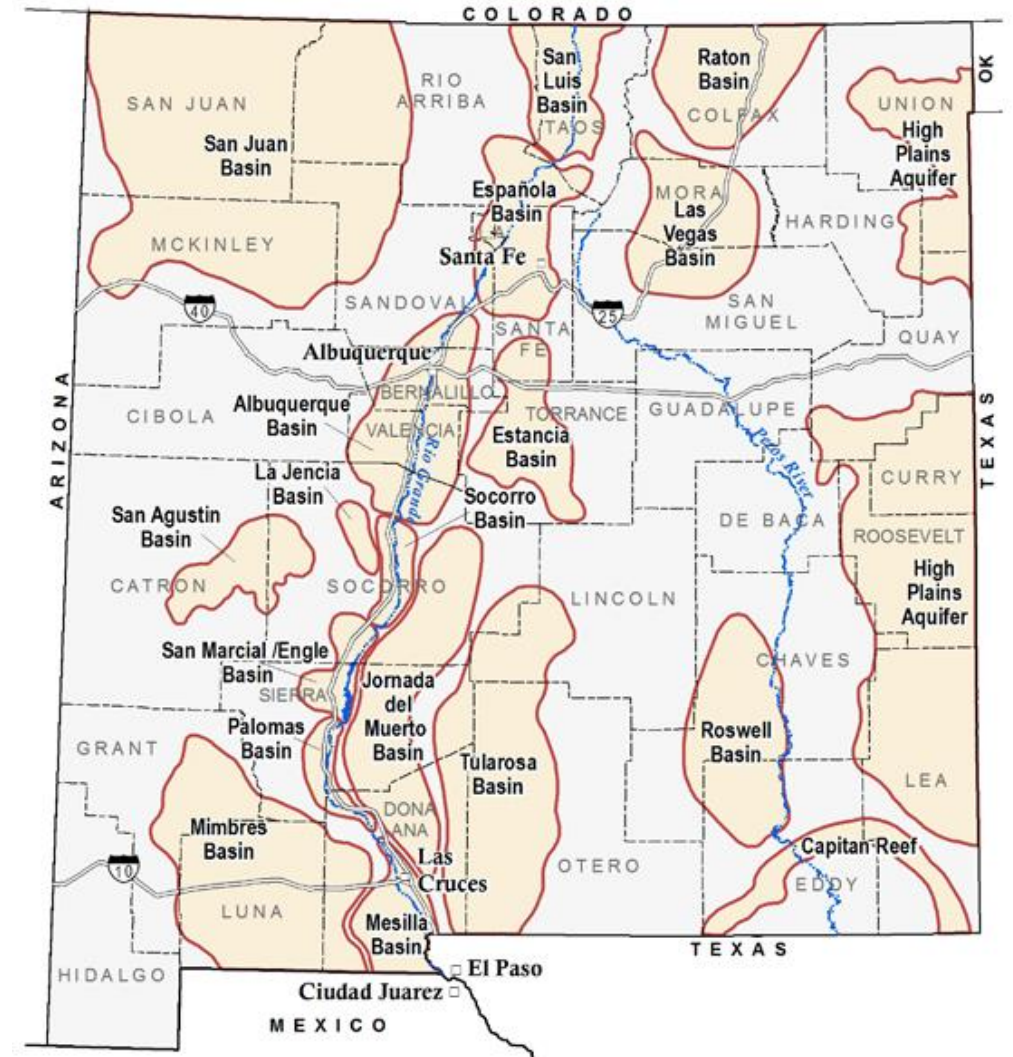 COLORADO
OK
SAN JUAN
San Juan
Basin
RIO
ARRIBA
San
Luis
Basin
TAOS
Raton
Basin
COLFAX
UNION
High
Plains
Aquifer
MCKINLEY
Española
Basin
Santa Fe
MORA
Las
Vegas
Basin
HARDING
40
SANDOVAL
SANTA
FE
25
SAN
MIGUEL
QUAY
Albuquerque
BERNALILLO
CIBOLA
Albuquerque
Basin
VALENCIA
Rio Grande
TORRANCE
Estancia
Basin
GUADALUPE
Pecos River
ARIZONA
TEXAS
CURRY
La Jencia
Basin
Socorro
Basin
San Agustin
Basin
DE BACA
ROOSEVELT
High
Plains
Aquifer
CATRON
SOCORRO
LINCOLN
San Marcial /Engle
Basin
SIERRA
Jornada
del
Muerto
Basin
CHAVES
GRANT
Palomas
Basin
Tularosa
Basin
Roswell
Basin
LEA
Mimbres
Basin
DONA
ANA
Las
Cruces
OTERO
Capitan Reef
EDDY
10
LUNA
Mesilla
Basin
TEXAS
HIDALGO
El Paso
Ciudad Juarez
MEXICO